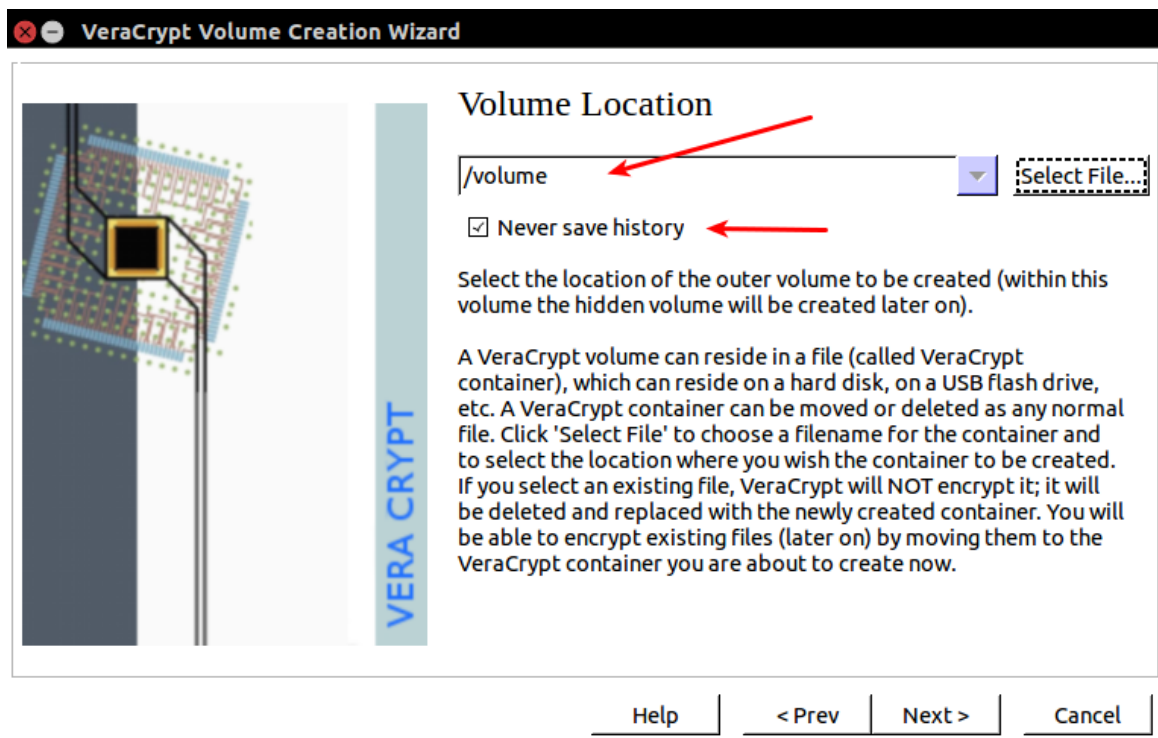 VeraCrypt Volume Creation Wizard
Volume Location
/volume
Select File...
Never save history
Select the location of the outer volume to be created (within this
volume the hidden volume will be created later on).
A VeraCrypt volume can reside in a file (called VeraCrypt
container), which can reside on a hard disk, on a USB flash drive,
etc. A VeraCrypt container can be moved or deleted as any normal
file. Click 'Select File' to choose a filename for the container and
to select the location where you wish the container to be created.
If you select an existing file, VeraCrypt will NOT encrypt it; it will
be deleted and replaced with the newly created container. You will
be able to encrypt existing files (later on) by moving them to the
VeraCrypt container you are about to create now.
VERA CRYPT
Help
< Prev
Next >
Cancel